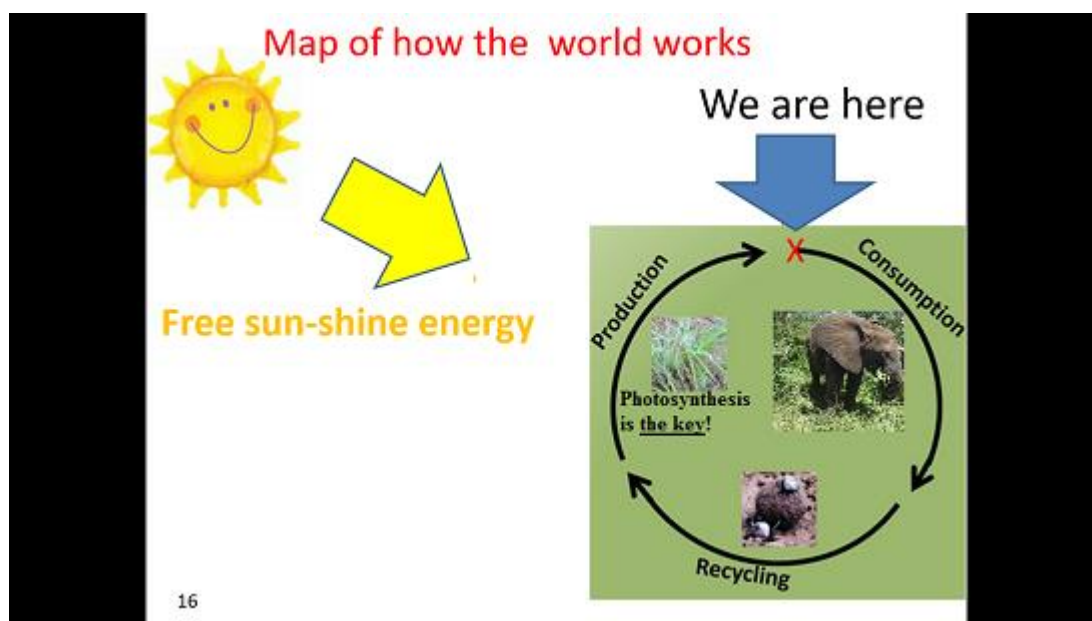 Map of how the  world works
We are here
Free sun-shine energy
Production
Consumption
Photosynthesis
is the key!
Recycling
16